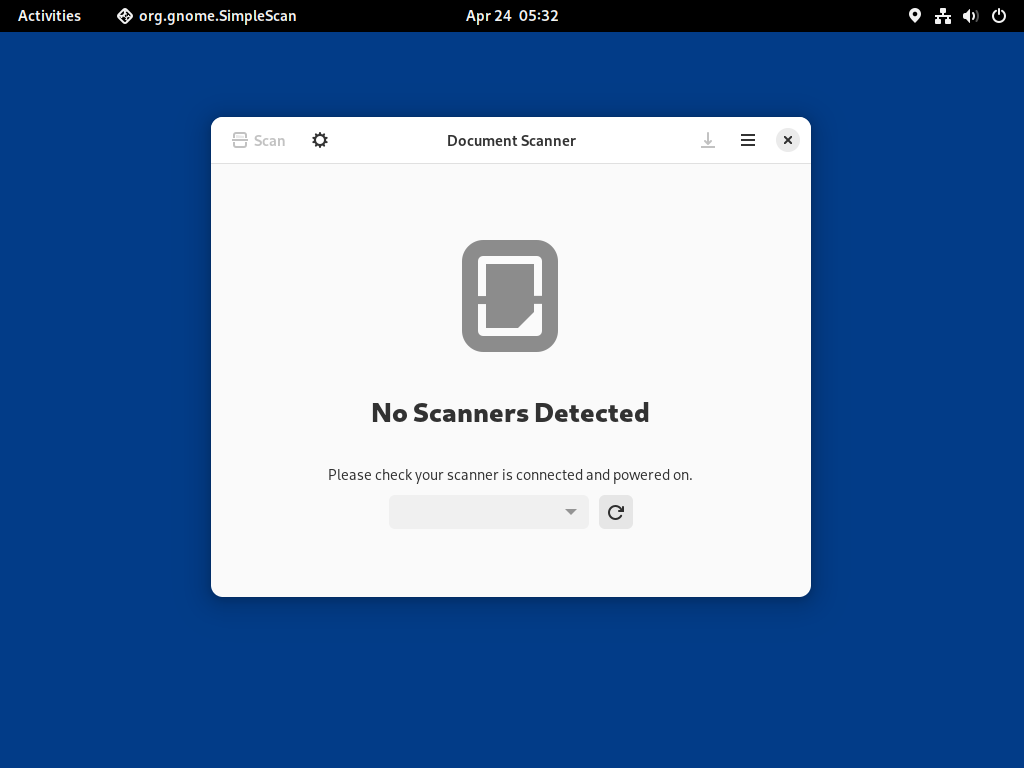 Activities org.gnome.SimpleScan Apr 24 05:32
Scan Document Scanner
No Scanners Detected
Please check your scanner is connected and powered on.